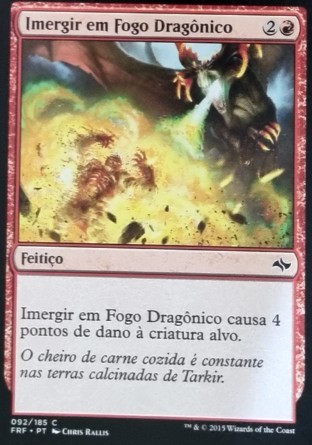 Imergir em Fogo Dragônico 2
Feitiço
Imergir em Fogo Dragônico causa 4
pontos de dano à criatura alvo.
O cheiro de carne cozida é constante
nas terras calcinadas de Tarkir.
092/185 C
FRF • PT Chris Rallis
™ & © 2015 Wizards of the Coast